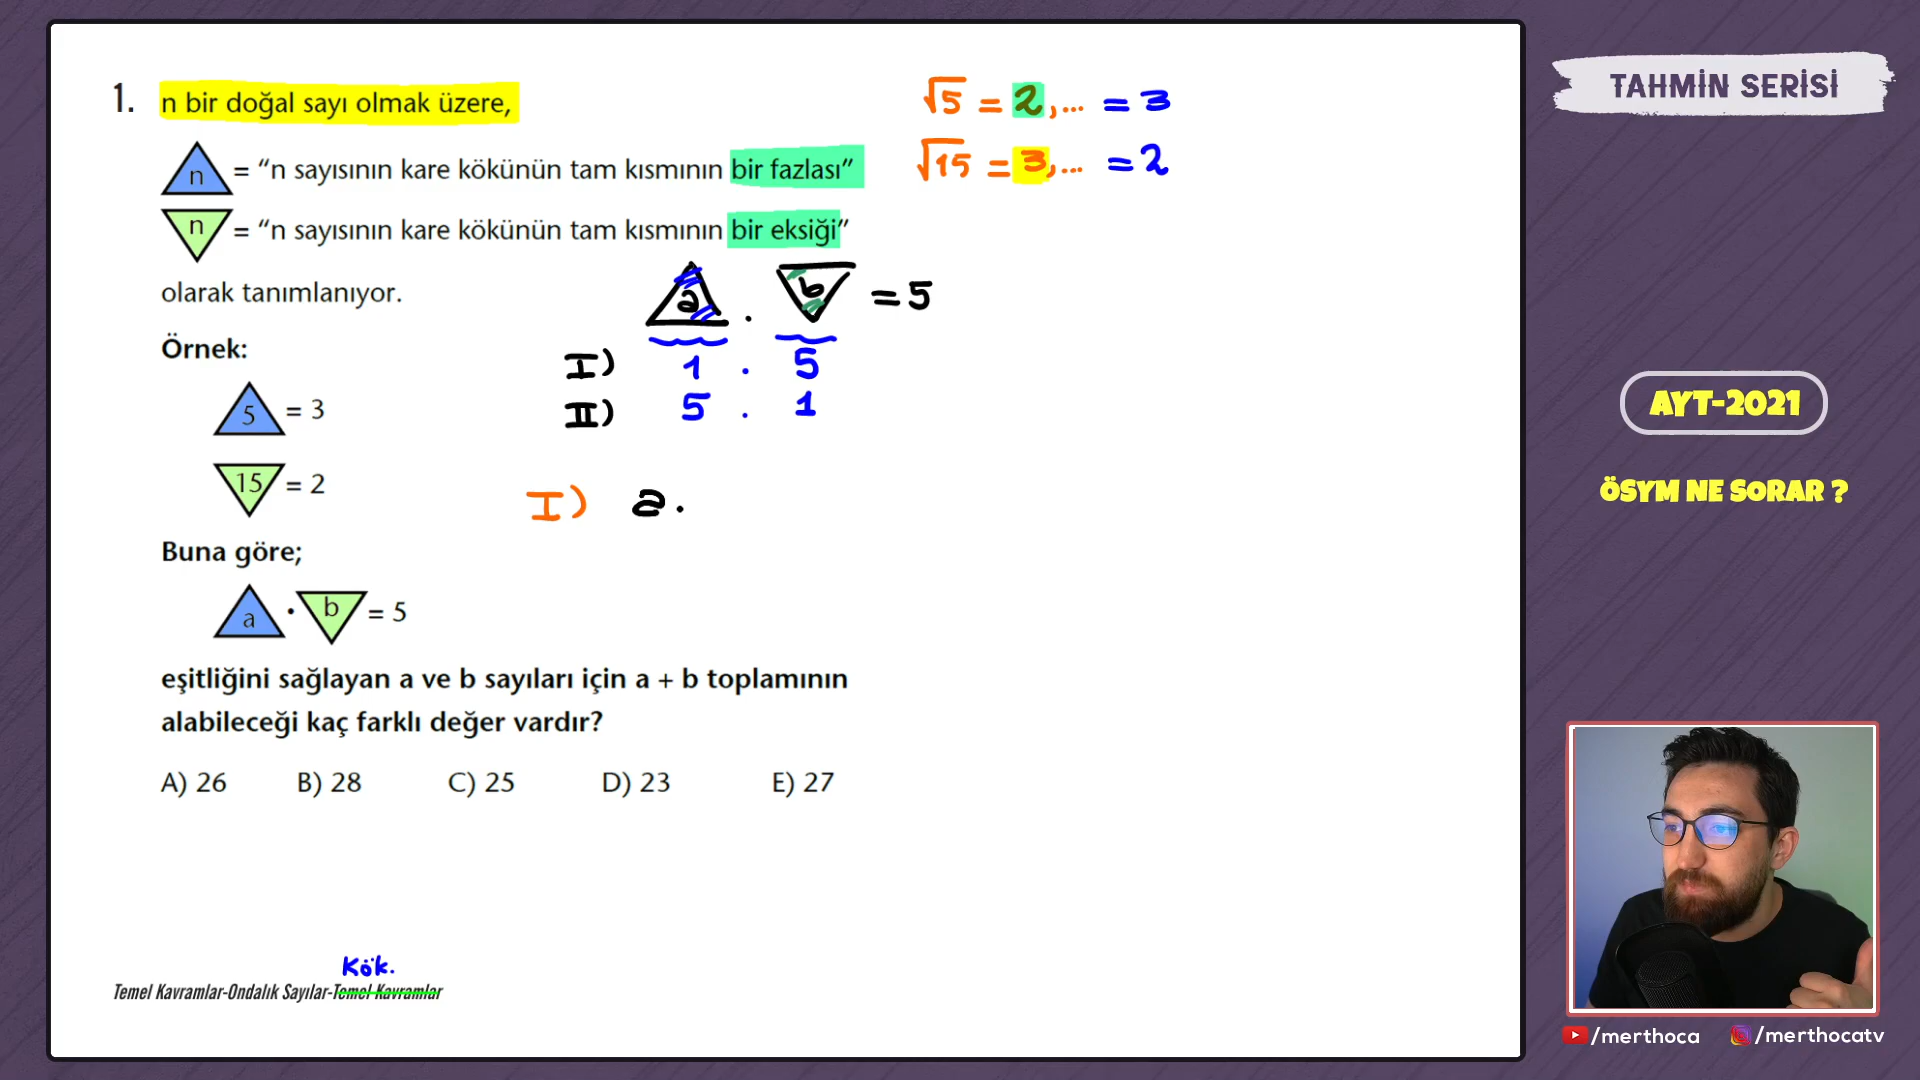 1. n bir doğal sayı olmak üzere,
n = “n sayısının kare kökünün tam kısmının bir fazlası”
n = “n sayısının kare kökünün tam kısmının bir eksiği”
olarak tanımlanıyor.
Örnek:
5 = 3
15 = 2
Buna göre;
a • b = 5
eşitliğini sağlayan a ve b sayıları için a + b toplamının
alabileceği kaç farklı değer vardır?
A) 26 B) 28 C) 25 D) 23 E) 27
√5 = 2,... = 3
√15 = 3,... = 2
a . b = 5
I) 1 . 5
II) 5 . 1
I) a.
Kök.
Temel Kavramlar-Ondalık Sayılar-Temel Kavramlar
TAHMİN SERİSİ
AYT-2021
ÖSYM NE SORAR ?
/merthoca /merthocatv